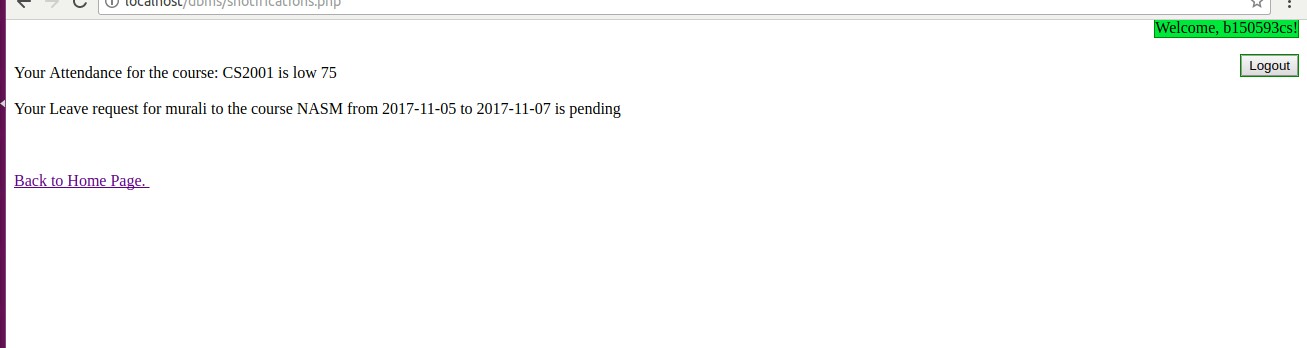 localhost/dbms/snotifications.php
Welcome, b150593cs!
Logout
Your Attendance for the course: CS2001 is low 75
Your Leave request for murali to the course NASM from 2017-11-05 to 2017-11-07 is pending
Back to Home Page.